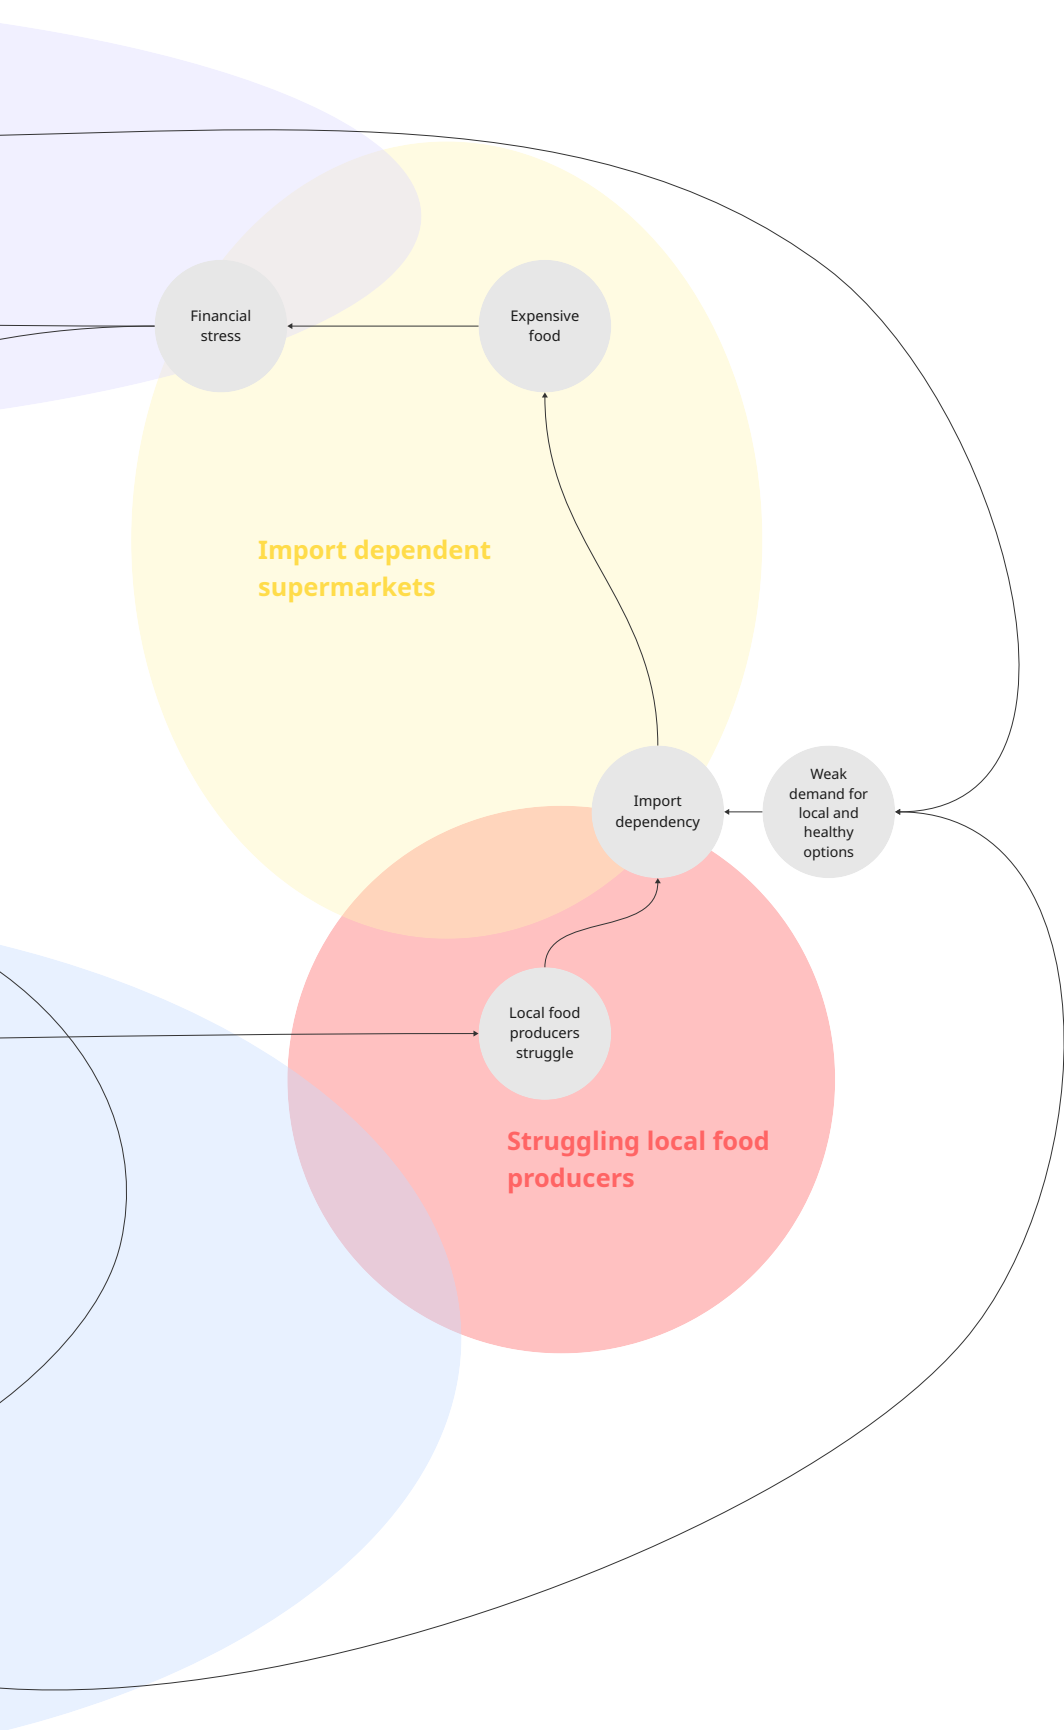 Financial
stress
Expensive
food
Import dependent
supermarkets
Import
dependency
Weak
demand for
local and
healthy
options
Local food
producers
struggle
Struggling local food
producers